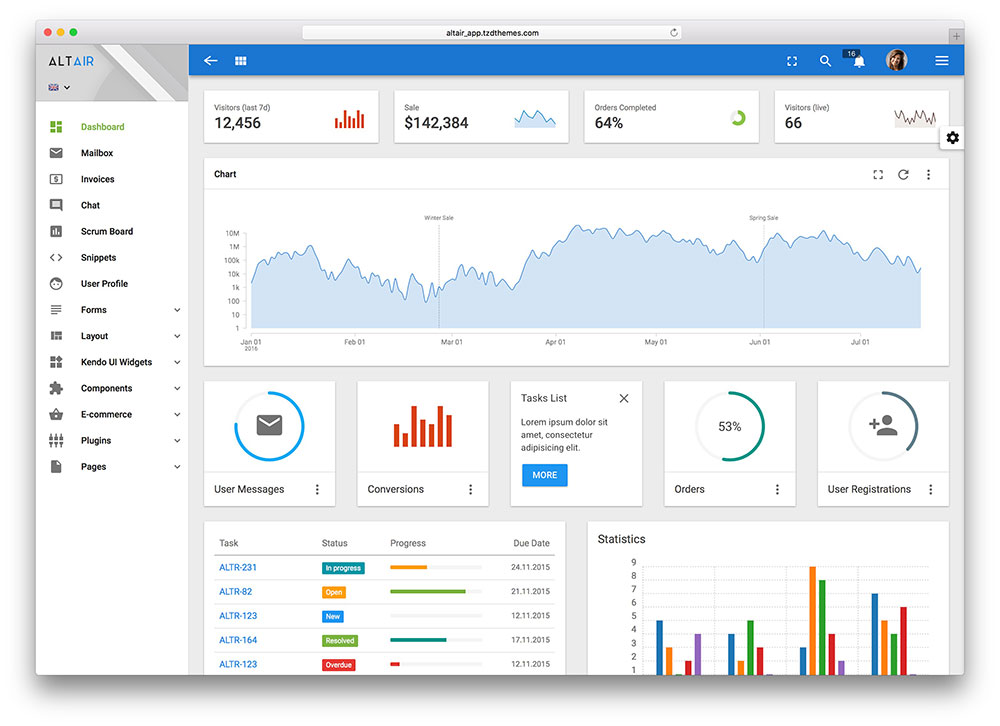 altair_app.tzdthemes.com
ALTAIR
16
Dashboard
Mailbox
Invoices
Chat
Scrum Board
Snippets
User Profile
Forms
Layout
Kendo UI Widgets
Components
E-commerce
Plugins
Pages
Visitors (last 7d)
12,456
Sale
$142,384
Orders Completed
64%
Visitors (live)
66
Chart
Winter Sale
Spring Sale
10M
1M
100k
10k
1k
100
10
1
Jan 01
2016
Feb 01
Mar 01
Apr 01
May 01
Jun 01
Jul 01
User Messages
Conversions
Tasks List
Lorem ipsum dolor sit
amet, consectetur
adipisicing elit.
MORE
53%
Orders
User Registrations
Task Status Progress Due Date
ALTR-231 In progress 24.11.2015
ALTR-82 Open 21.11.2015
ALTR-123 New 12.11.2015
ALTR-164 Resolved 17.11.2015
ALTR-123 Overdue 12.11.2015
Statistics
9
8
7
6
5
4
3
2
1